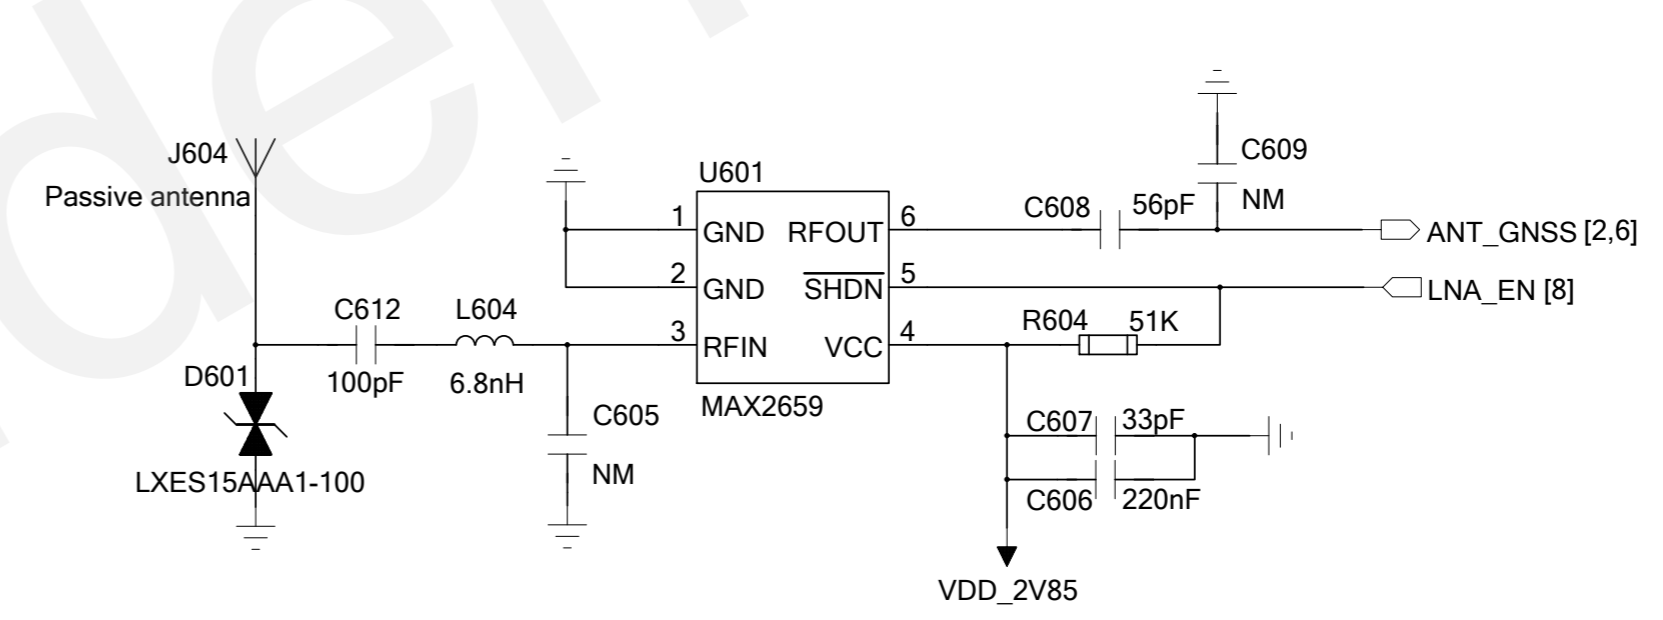 J604
Passive antenna
D601
LXES15AAA1-100
C612
100pF
L604
6.8nH
C605
NM
U601
1
GND
2
GND
3
RFIN
RFOUT
6
SHDN
5
VCC
4
MAX2659
C608
56pF
C609
NM
ANT_GNSS [2,6]
LNA_EN [8]
R604
51K
C607
33pF
C606
220nF
VDD_2V85